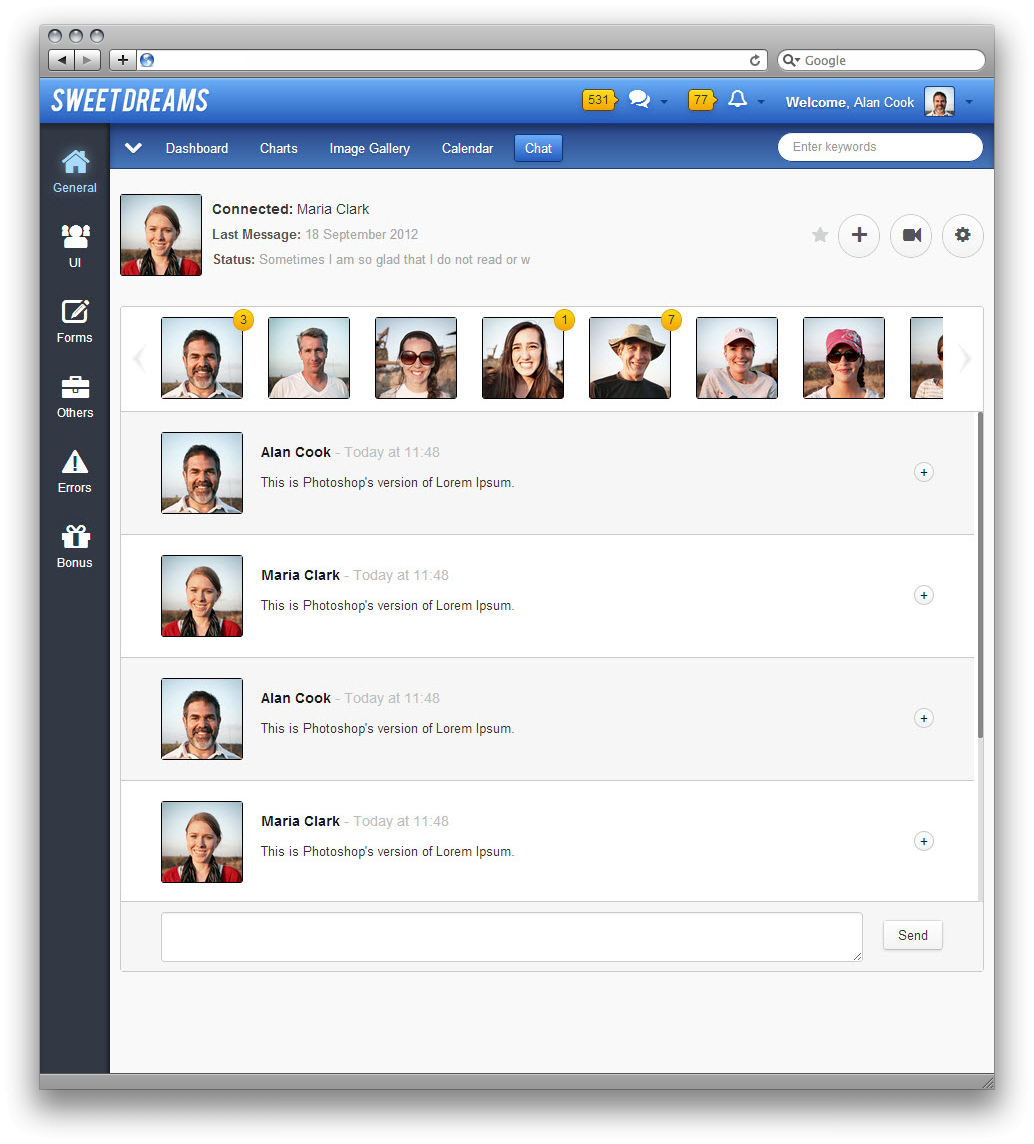 Google
SWEETDREAMS
531
77
Welcome, Alan Cook
Dashboard
Charts
Image Gallery
Calendar
Chat
Enter keywords
General
UI
Forms
Others
Errors
Bonus
Connected: Maria Clark
Last Message: 18 September 2012
Status: Sometimes I am so glad that I do not read or w
3
1
7
Alan Cook - Today at 11:48
This is Photoshop's version of Lorem Ipsum.
Maria Clark - Today at 11:48
This is Photoshop's version of Lorem Ipsum.
Alan Cook - Today at 11:48
This is Photoshop's version of Lorem Ipsum.
Maria Clark - Today at 11:48
This is Photoshop's version of Lorem Ipsum.
Send